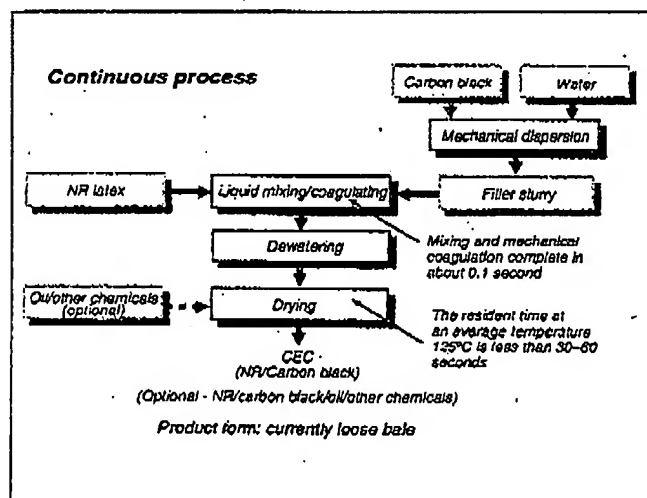 Continuous process
Carbon black
Water
Mechanical dispersion
NR latex
Liquid mixing/coagulating
Filler slurry
Dewatering
Mixing and mechanical
coagulation complete in
about 0.1 second
Oil/other chemicals
(optional)
Drying
The resident time at
an average temperature
125°C is less than 30–60
seconds
CEC
(NR/Carbon black)
(Optional - NR/carbon black/oil/other chemicals)
Product form: currently loose bale